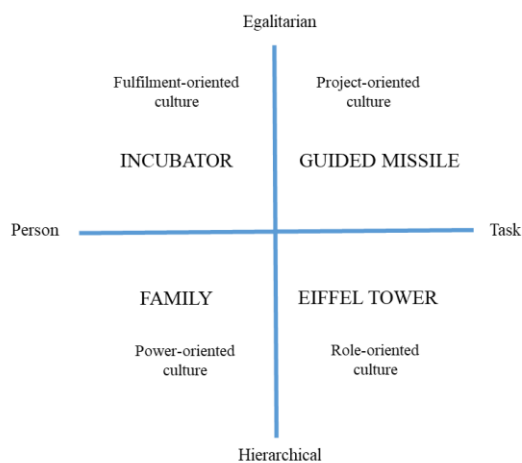 Egalitarian
Fulfilment-oriented
culture
Project-oriented
culture
INCUBATOR
GUIDED MISSILE
Person
Task
FAMILY
EIFFEL TOWER
Power-oriented
culture
Role-oriented
culture
Hierarchical